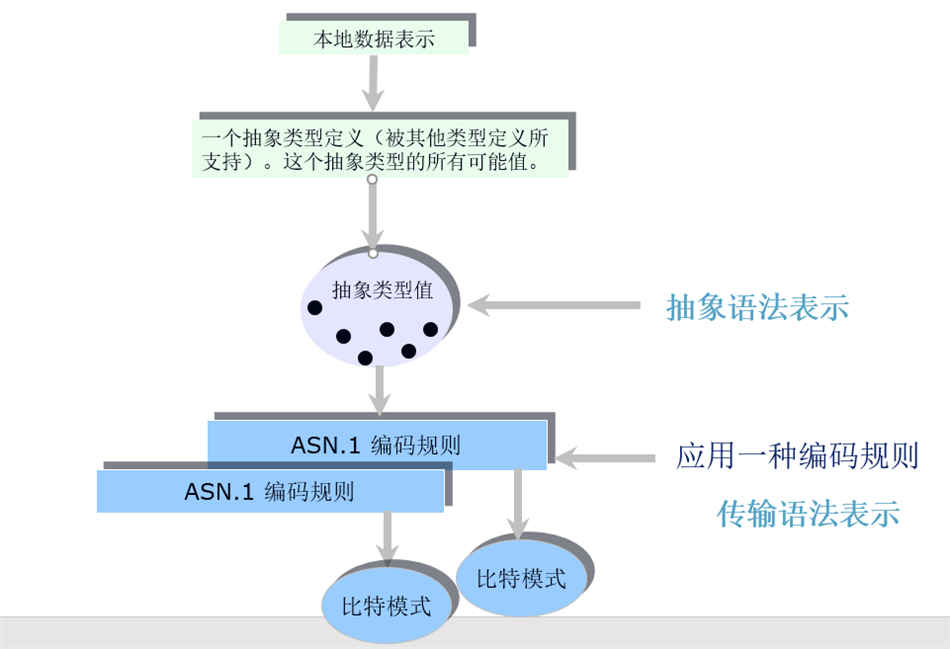 本地数据表示
一个抽象类型定义（被其他类型定义所
支持）。这个抽象类型的所有可能值。
抽象类型值
抽象语法表示
ASN.1 编码规则
应用一种编码规则
ASN.1 编码规则
传输语法表示
比特模式
比特模式